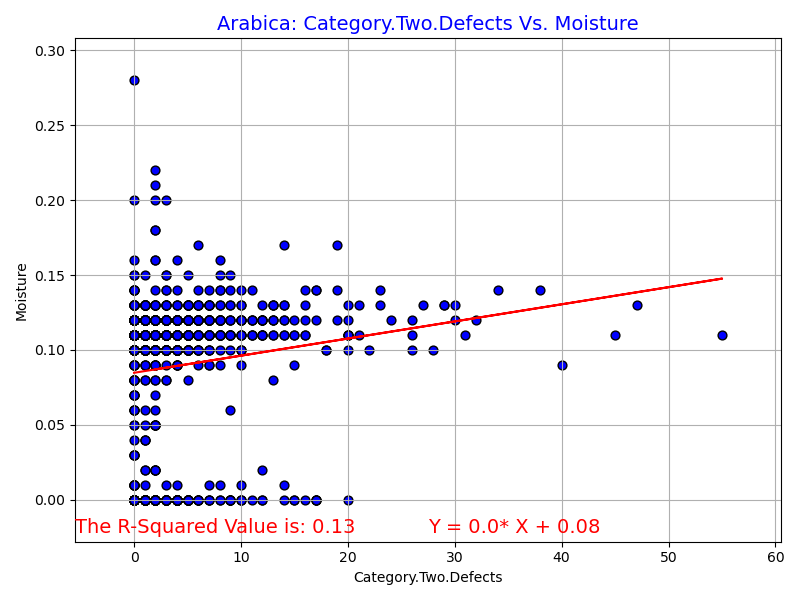 Arabica: Category.Two.Defects Vs. Moisture
0.30
0.25
0.20
0.15
0.10
0.05
0.00
Moisture
The R-Squared Value is: 0.13
Y = 0.0* X + 0.08
0 10 20 30 40 50 60
Category.Two.Defects